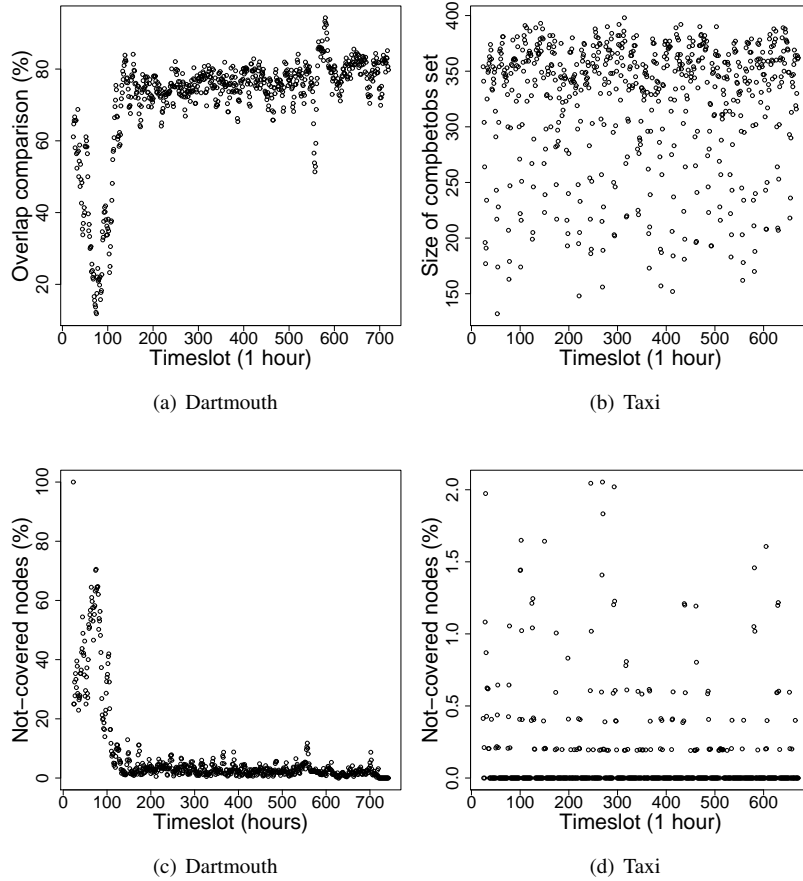 Overlap comparison (%)
20 40 60 80
0 100 200 300 400 500 600 700
Timeslot (1 hour)
(a) Dartmouth
Size of compbetobs set
150 200 250 300 350 400
0 100 200 300 400 500 600
Timeslot (1 hour)
(b) Taxi
Not-covered nodes (%)
0 20 40 60 80 100
0 100 200 300 400 500 600 700
Timeslot (hours)
(c) Dartmouth
Not-covered nodes (%)
0.0 0.5 1.0 1.5 2.0
0 100 200 300 400 500 600
Timeslot (1 hour)
(d) Taxi